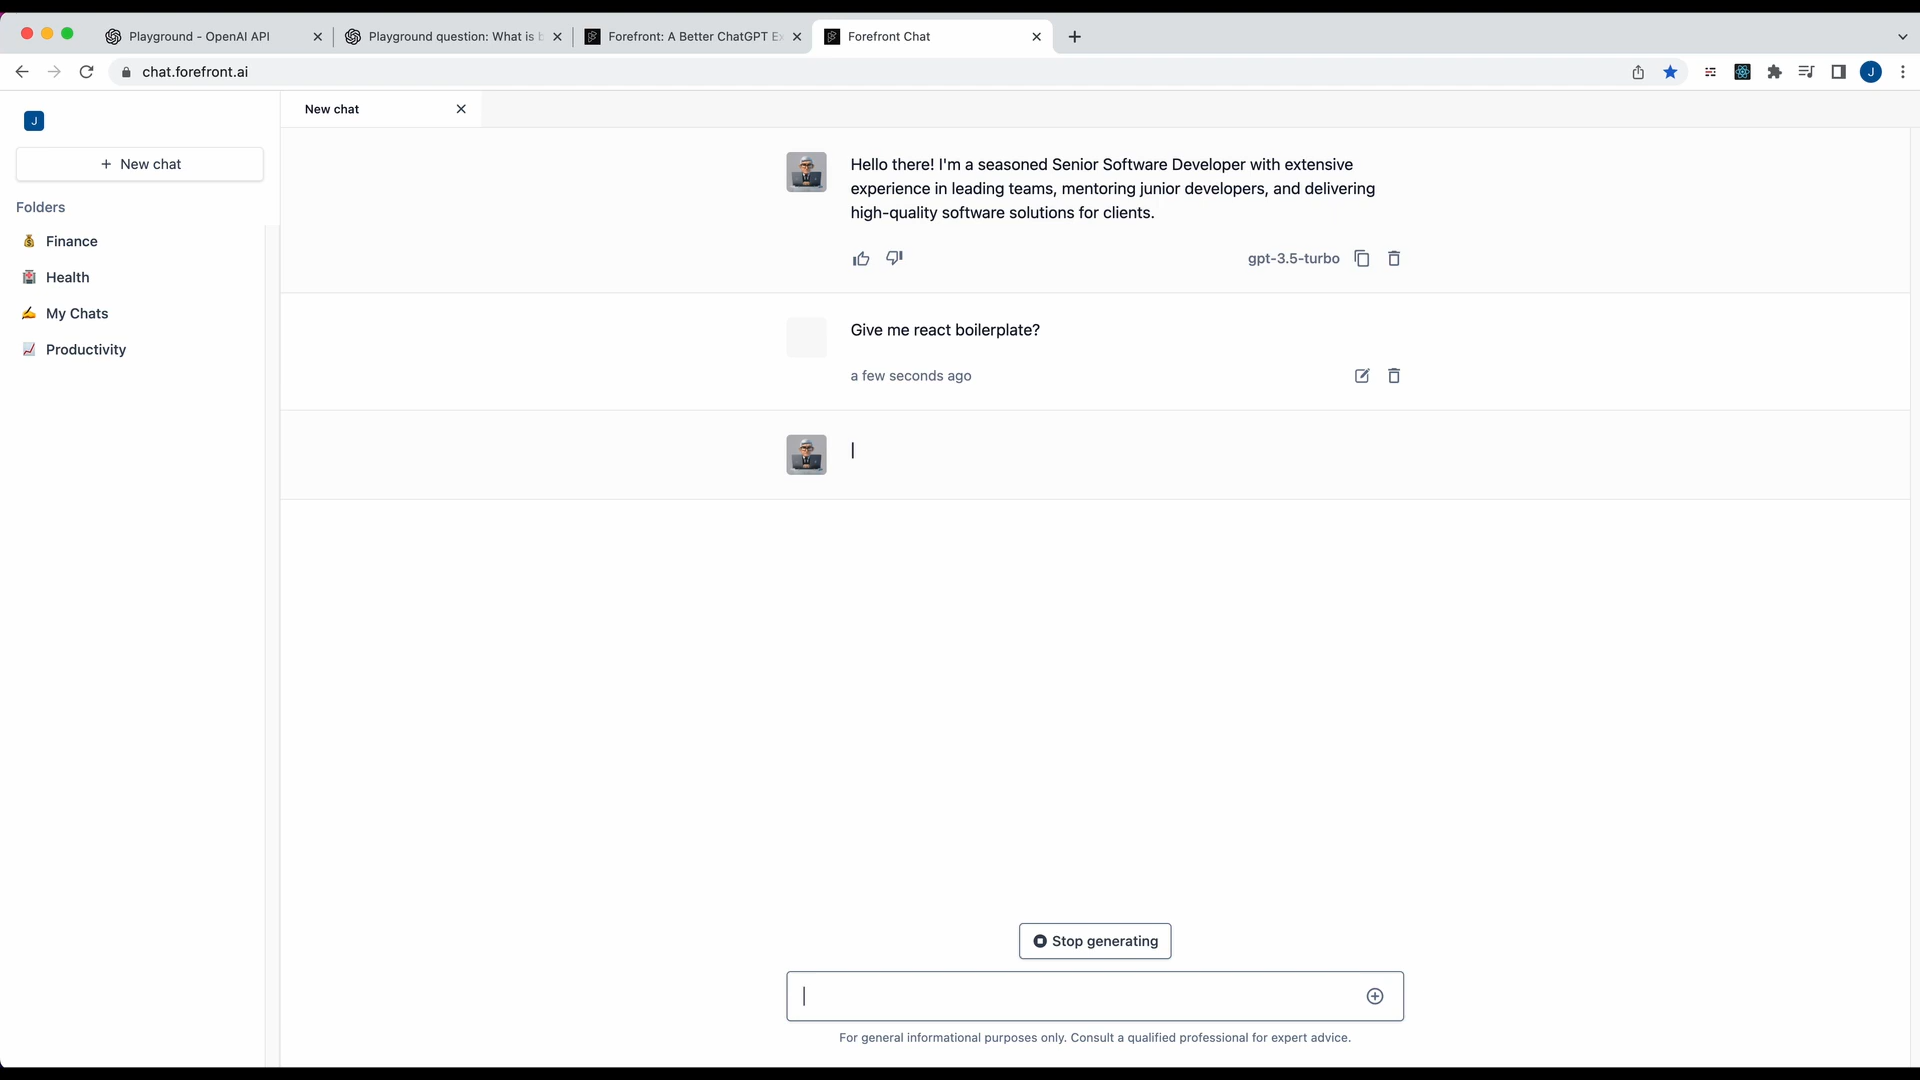 Playground - OpenAI API
Playground question: What is b
Forefront: A Better ChatGPT Ex
Forefront Chat
chat.forefront.ai
J
J
New chat
+ New chat
Folders
Finance
Health
My Chats
Productivity
Hello there! I'm a seasoned Senior Software Developer with extensive
experience in leading teams, mentoring junior developers, and delivering
high-quality software solutions for clients.
gpt-3.5-turbo
Give me react boilerplate?
a few seconds ago
Stop generating
For general informational purposes only. Consult a qualified professional for expert advice.